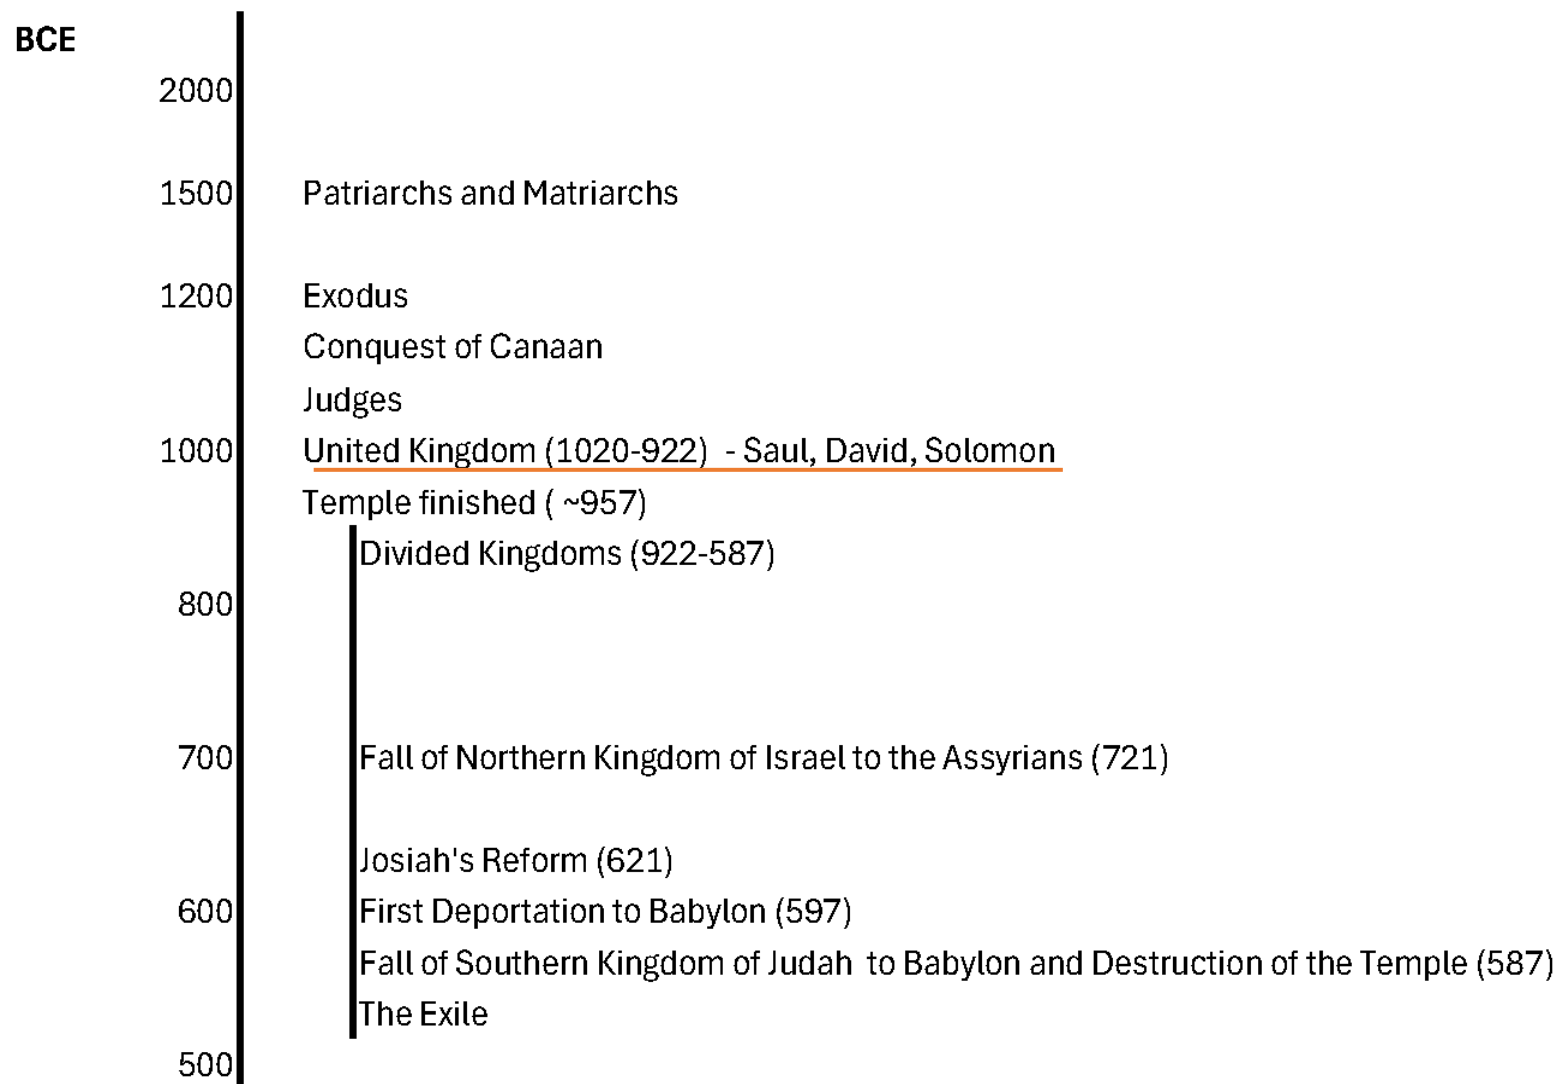 BCE
2000
1500 Patriarchs and Matriarchs
1200 Exodus
Conquest of Canaan
Judges
1000 United Kingdom (1020-922)  - Saul, David, Solomon
Temple finished ( ~957)
Divided Kingdoms (922-587)
800
700 Fall of Northern Kingdom of Israel to the Assyrians (721)
Josiah's Reform (621)
600 First Deportation to Babylon (597)
Fall of Southern Kingdom of Judah  to Babylon and Destruction of the Temple (587)
The Exile
500